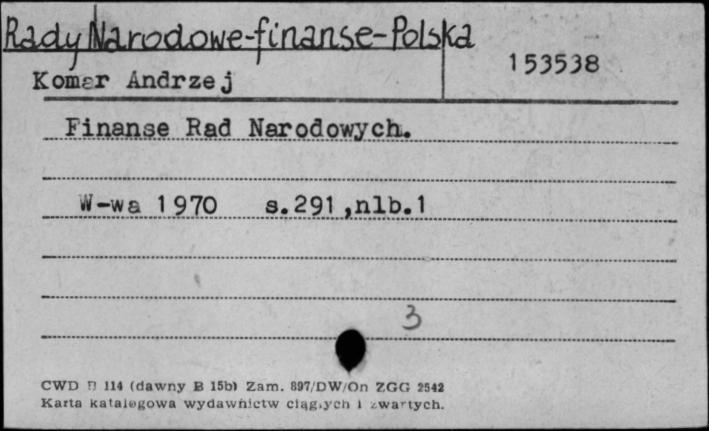 Rady Narodowe-finanse-Polska
153538
Komar Andrzej
Finanse Rad Narodowych.
W-wa 1970 s.291,nlb.1
3
CWD B 114 (dawny B 15b) Zam. 897/DW/On ZGG 2542
Karta katalogowa wydawnictw ciągłych i zwartych.